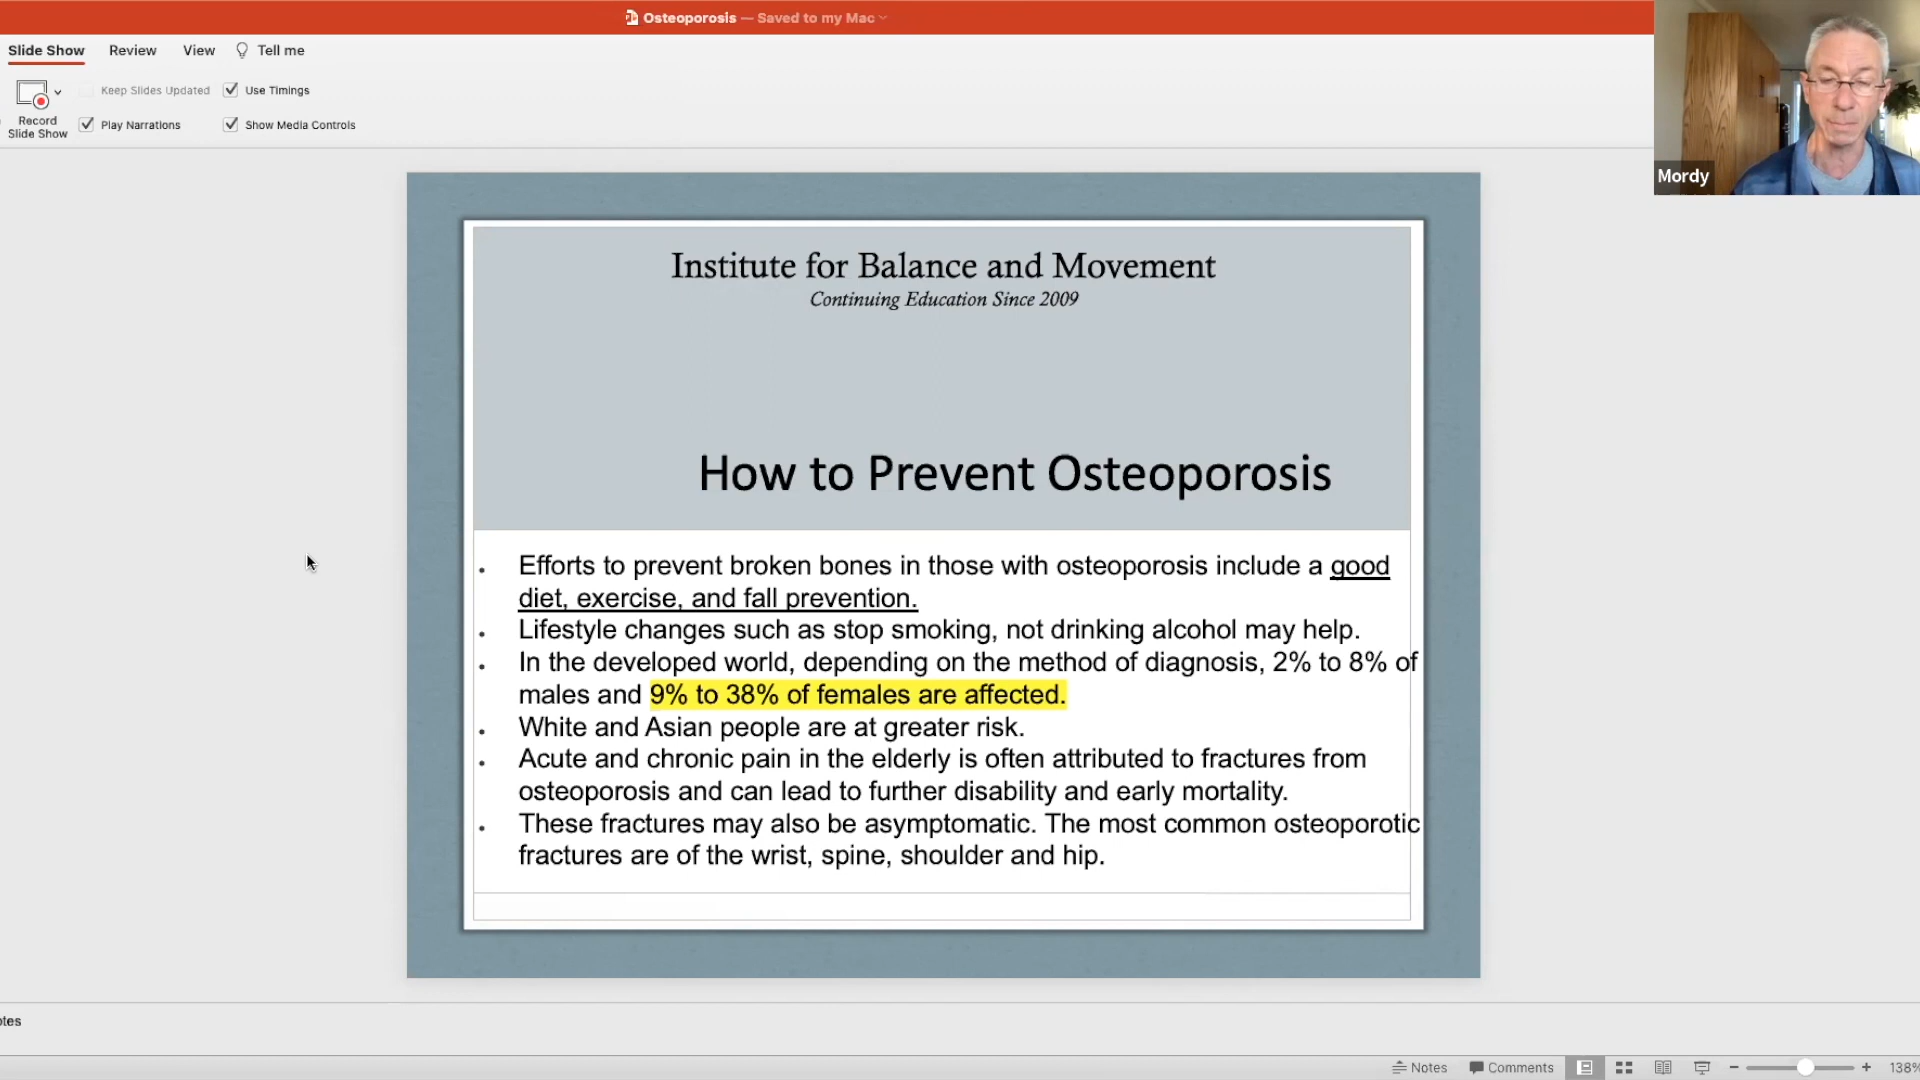 Osteoporosis — Saved to my Mac
Slide Show Review View Tell me
Keep Slides Updated Use Timings
Record
Slide Show
Play Narrations Show Media Controls
Mordy
Institute for Balance and Movement
Continuing Education Since 2009
How to Prevent Osteoporosis
• Efforts to prevent broken bones in those with osteoporosis include a good
diet, exercise, and fall prevention.
• Lifestyle changes such as stop smoking, not drinking alcohol may help.
• In the developed world, depending on the method of diagnosis, 2% to 8% of
males and 9% to 38% of females are affected.
• White and Asian people are at greater risk.
• Acute and chronic pain in the elderly is often attributed to fractures from
osteoporosis and can lead to further disability and early mortality.
• These fractures may also be asymptomatic. The most common osteoporotic
fractures are of the wrist, spine, shoulder and hip.
otes
Notes Comments 138%